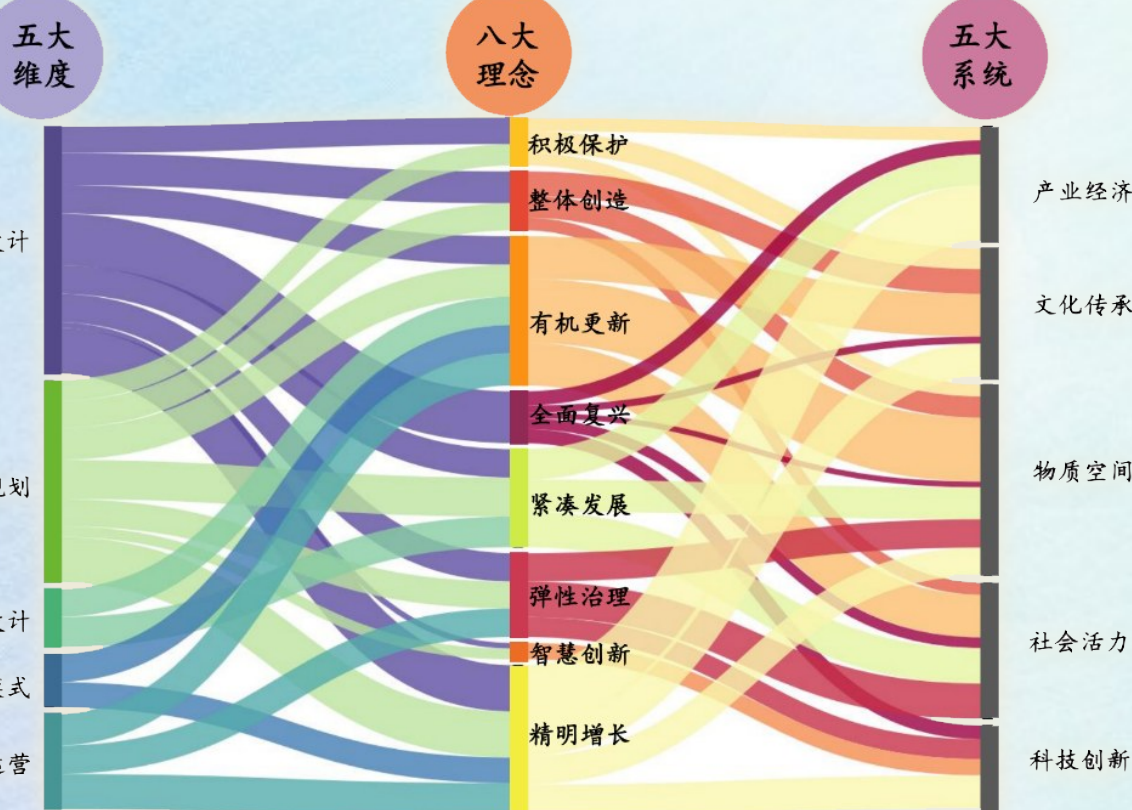 五大
维度
八大
理念
五大
系统
计
划
计
式
营
积极保护
整体创造
有机更新
全面复兴
紧凑发展
弹性治理
智慧创新
精明增长
产业经济
文化传承
物质空间
社会活力
科技创新